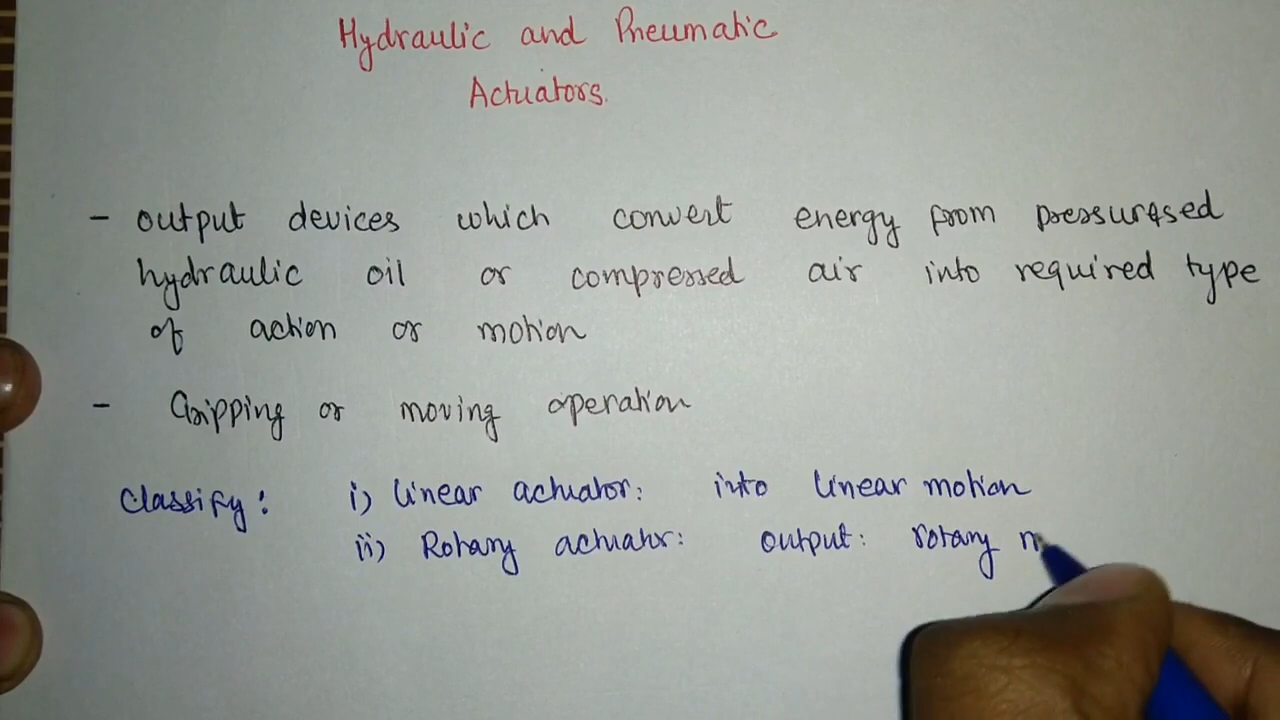 Hydraulic and Pneumatic
Actuators.
- output devices which convert energy from pressurised
hydraulic oil or compressed air into required type
of action or motion
- Gripping or moving operation
Classify: i) linear actuator: into linear motion
ii) Rotary actuator: output: rotary m